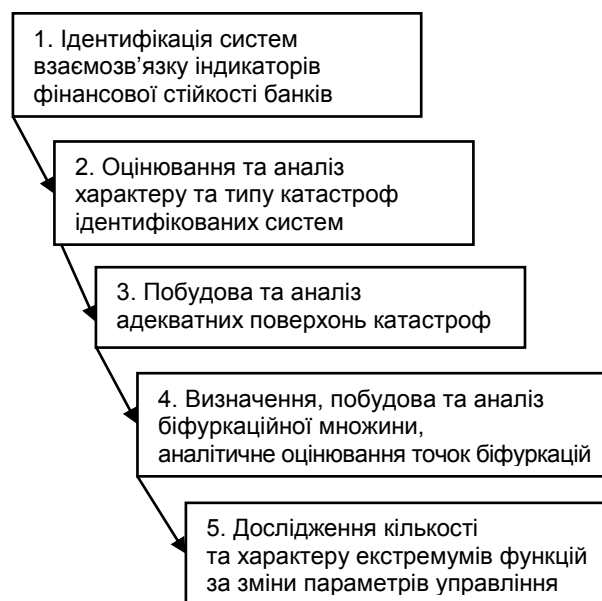 1. Ідентифікація систем
взаємозв'язку індикаторів
фінансової стійкості банків
2. Оцінювання та аналіз
характеру та типу катастроф
ідентифікованих систем
3. Побудова та аналіз
адекватних поверхонь катастроф
4. Визначення, побудова та аналіз
біфуркаційної множини,
аналітичне оцінювання точок біфуркацій
5. Дослідження кількості
та характеру екстремумів функцій
за зміни параметрів управління